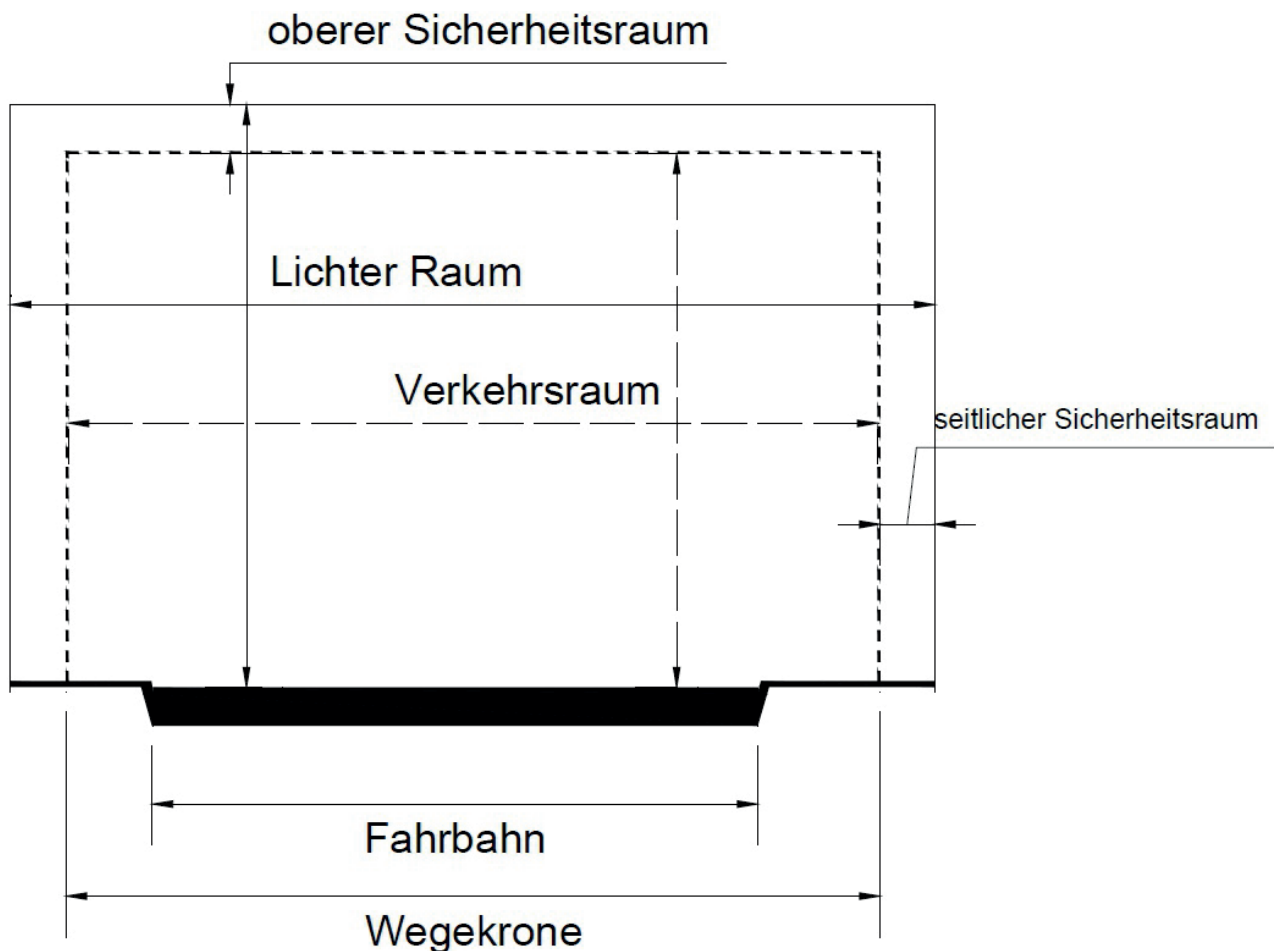 oberer Sicherheitsraum
Lichter Raum
Verkehrsraum
seitlicher Sicherheitsraum
Fahrbahn
Wegekrone